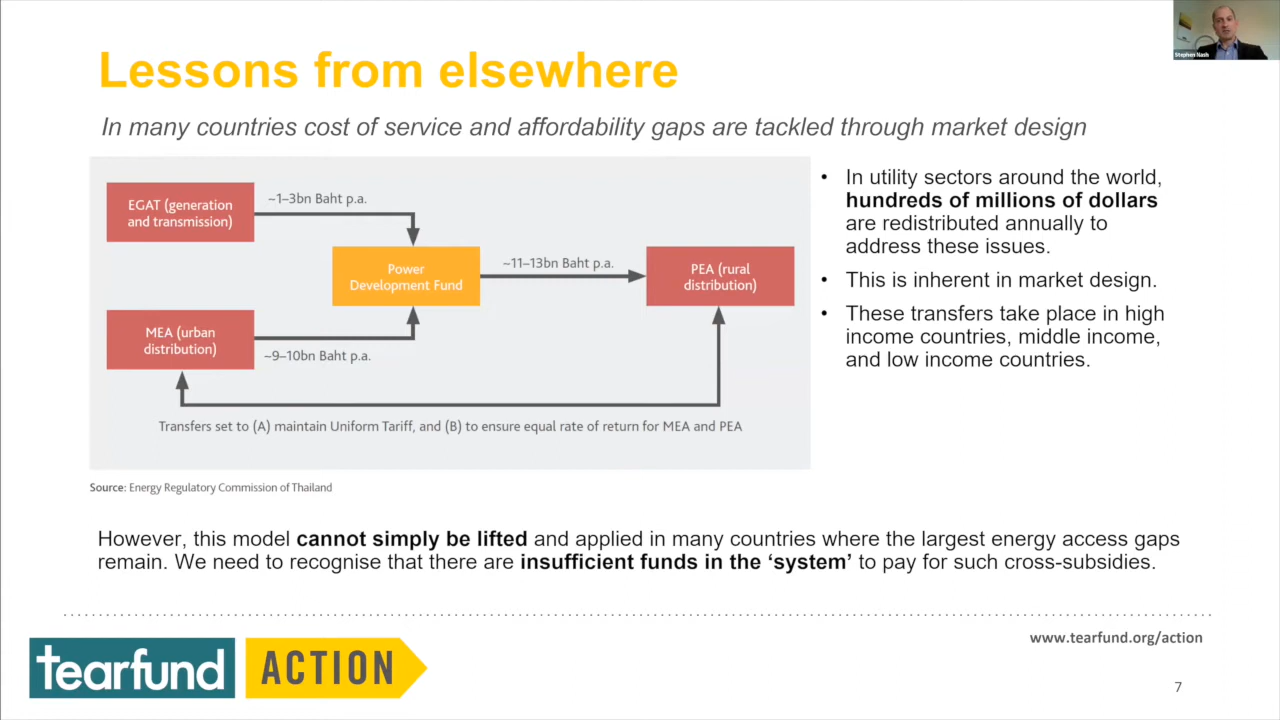 Stephen Nash
Lessons from elsewhere
In many countries cost of service and affordability gaps are tackled through market design
EGAT (generation
and transmission)
~1–3bn Baht p.a.
Power
Development Fund
~11–13bn Baht p.a.
PEA (rural
distribution)
MEA (urban
distribution)
~9–10bn Baht p.a.
Transfers set to (A) maintain Uniform Tariff, and (B) to ensure equal rate of return for MEA and PEA
Source: Energy Regulatory Commission of Thailand
• In utility sectors around the world,
hundreds of millions of dollars
are redistributed annually to
address these issues.
• This is inherent in market design.
• These transfers take place in high
income countries, middle income,
and low income countries.
However, this model cannot simply be lifted and applied in many countries where the largest energy access gaps
remain. We need to recognise that there are insufficient funds in the ‘system’ to pay for such cross-subsidies.
www.tearfund.org/action
tearfund ACTION
7